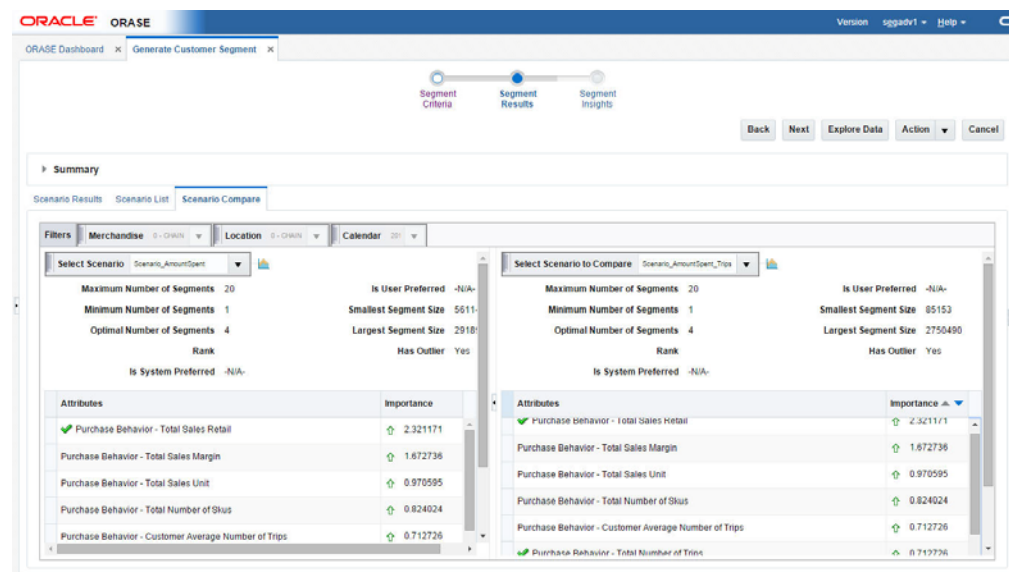 ORACLE ORASE
Version segadv1 Help
ORASE Dashboard × Generate Customer Segment ×
Segment Criteria
Segment Results
Segment Insights
Back Next Explore Data Action Cancel
Summary
Scenario Results Scenario List Scenario Compare
Filters Merchandise 0 - CHAIN Location 0 - CHAIN Calendar 201
Select Scenario Scenario_AmountSpent
Maximum Number of Segments 20 Is User Preferred -N/A-
Minimum Number of Segments 1 Smallest Segment Size 5611
Optimal Number of Segments 4 Largest Segment Size 2918
Rank Has Outlier Yes
Is System Preferred -N/A-
Attributes Importance
Purchase Behavior - Total Sales Retail 2.321171
Purchase Behavior - Total Sales Margin 1.672736
Purchase Behavior - Total Sales Unit 0.970595
Purchase Behavior - Total Number of Skus 0.824024
Purchase Behavior - Customer Average Number of Trips 0.712726
Select Scenario to Compare Scenario_AmountSpent_Trips
Maximum Number of Segments 20 Is User Preferred -N/A-
Minimum Number of Segments 1 Smallest Segment Size 85153
Optimal Number of Segments 4 Largest Segment Size 2750490
Rank Has Outlier Yes
Is System Preferred -N/A-
Attributes Importance
Purchase Behavior - Total Sales Retail 2.321171
Purchase Behavior - Total Sales Margin 1.672736
Purchase Behavior - Total Sales Unit 0.970595
Purchase Behavior - Total Number of Skus 0.824024
Purchase Behavior - Customer Average Number of Trips 0.712726
Purchase Behavior - Total Number of Trips 0.712726